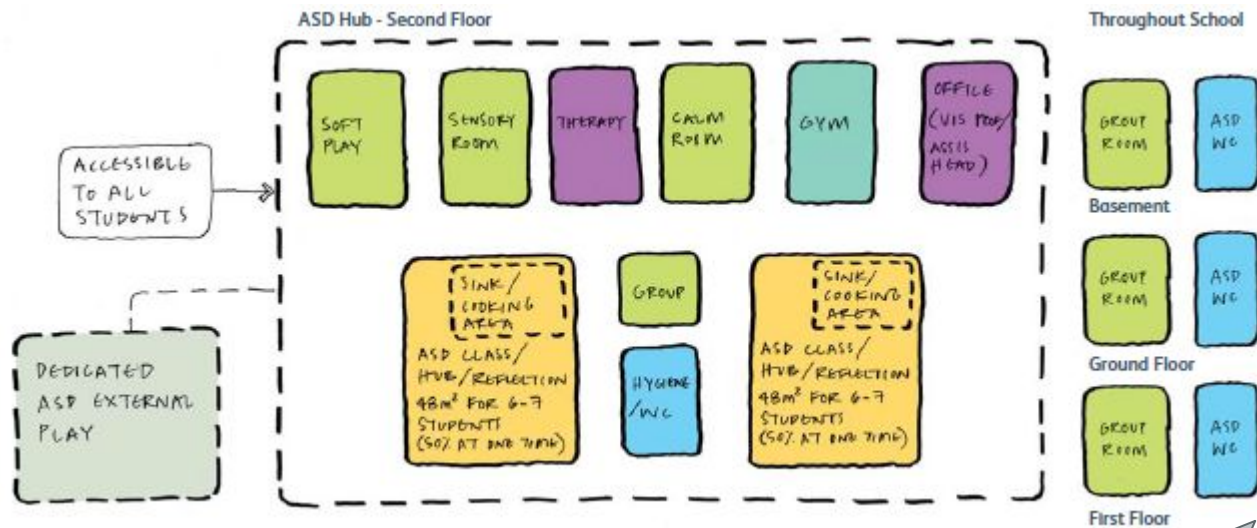 ASD Hub - Second Floor
Throughout School
SOFT
PLAY
SENSORY
ROOM
THERAPY
CALM
ROOM
GYM
OFFICE
(VIS PROF/
ASSIS
HEAD)
GROUP
ROOM
ASD
WC
Basement
ACCESSIBLE
TO ALL
STUDENTS
SINK/
COOKING
AREA
ASD CLASS/
HUB/REFLECTION
48m² FOR 6-7
STUDENTS
(50% AT ONE TIME)
GROUP
HYGIENE
/WC
SINK/
COOKING
AREA
ASD CLASS/
HUB/REFLECTION
48m² FOR 6-7
STUDENTS
(50% AT ONE TIME)
GROUP
ROOM
ASD
WC
Ground Floor
DEDICATED
ASD EXTERNAL
PLAY
GROUP
ROOM
ASD
WC
First Floor